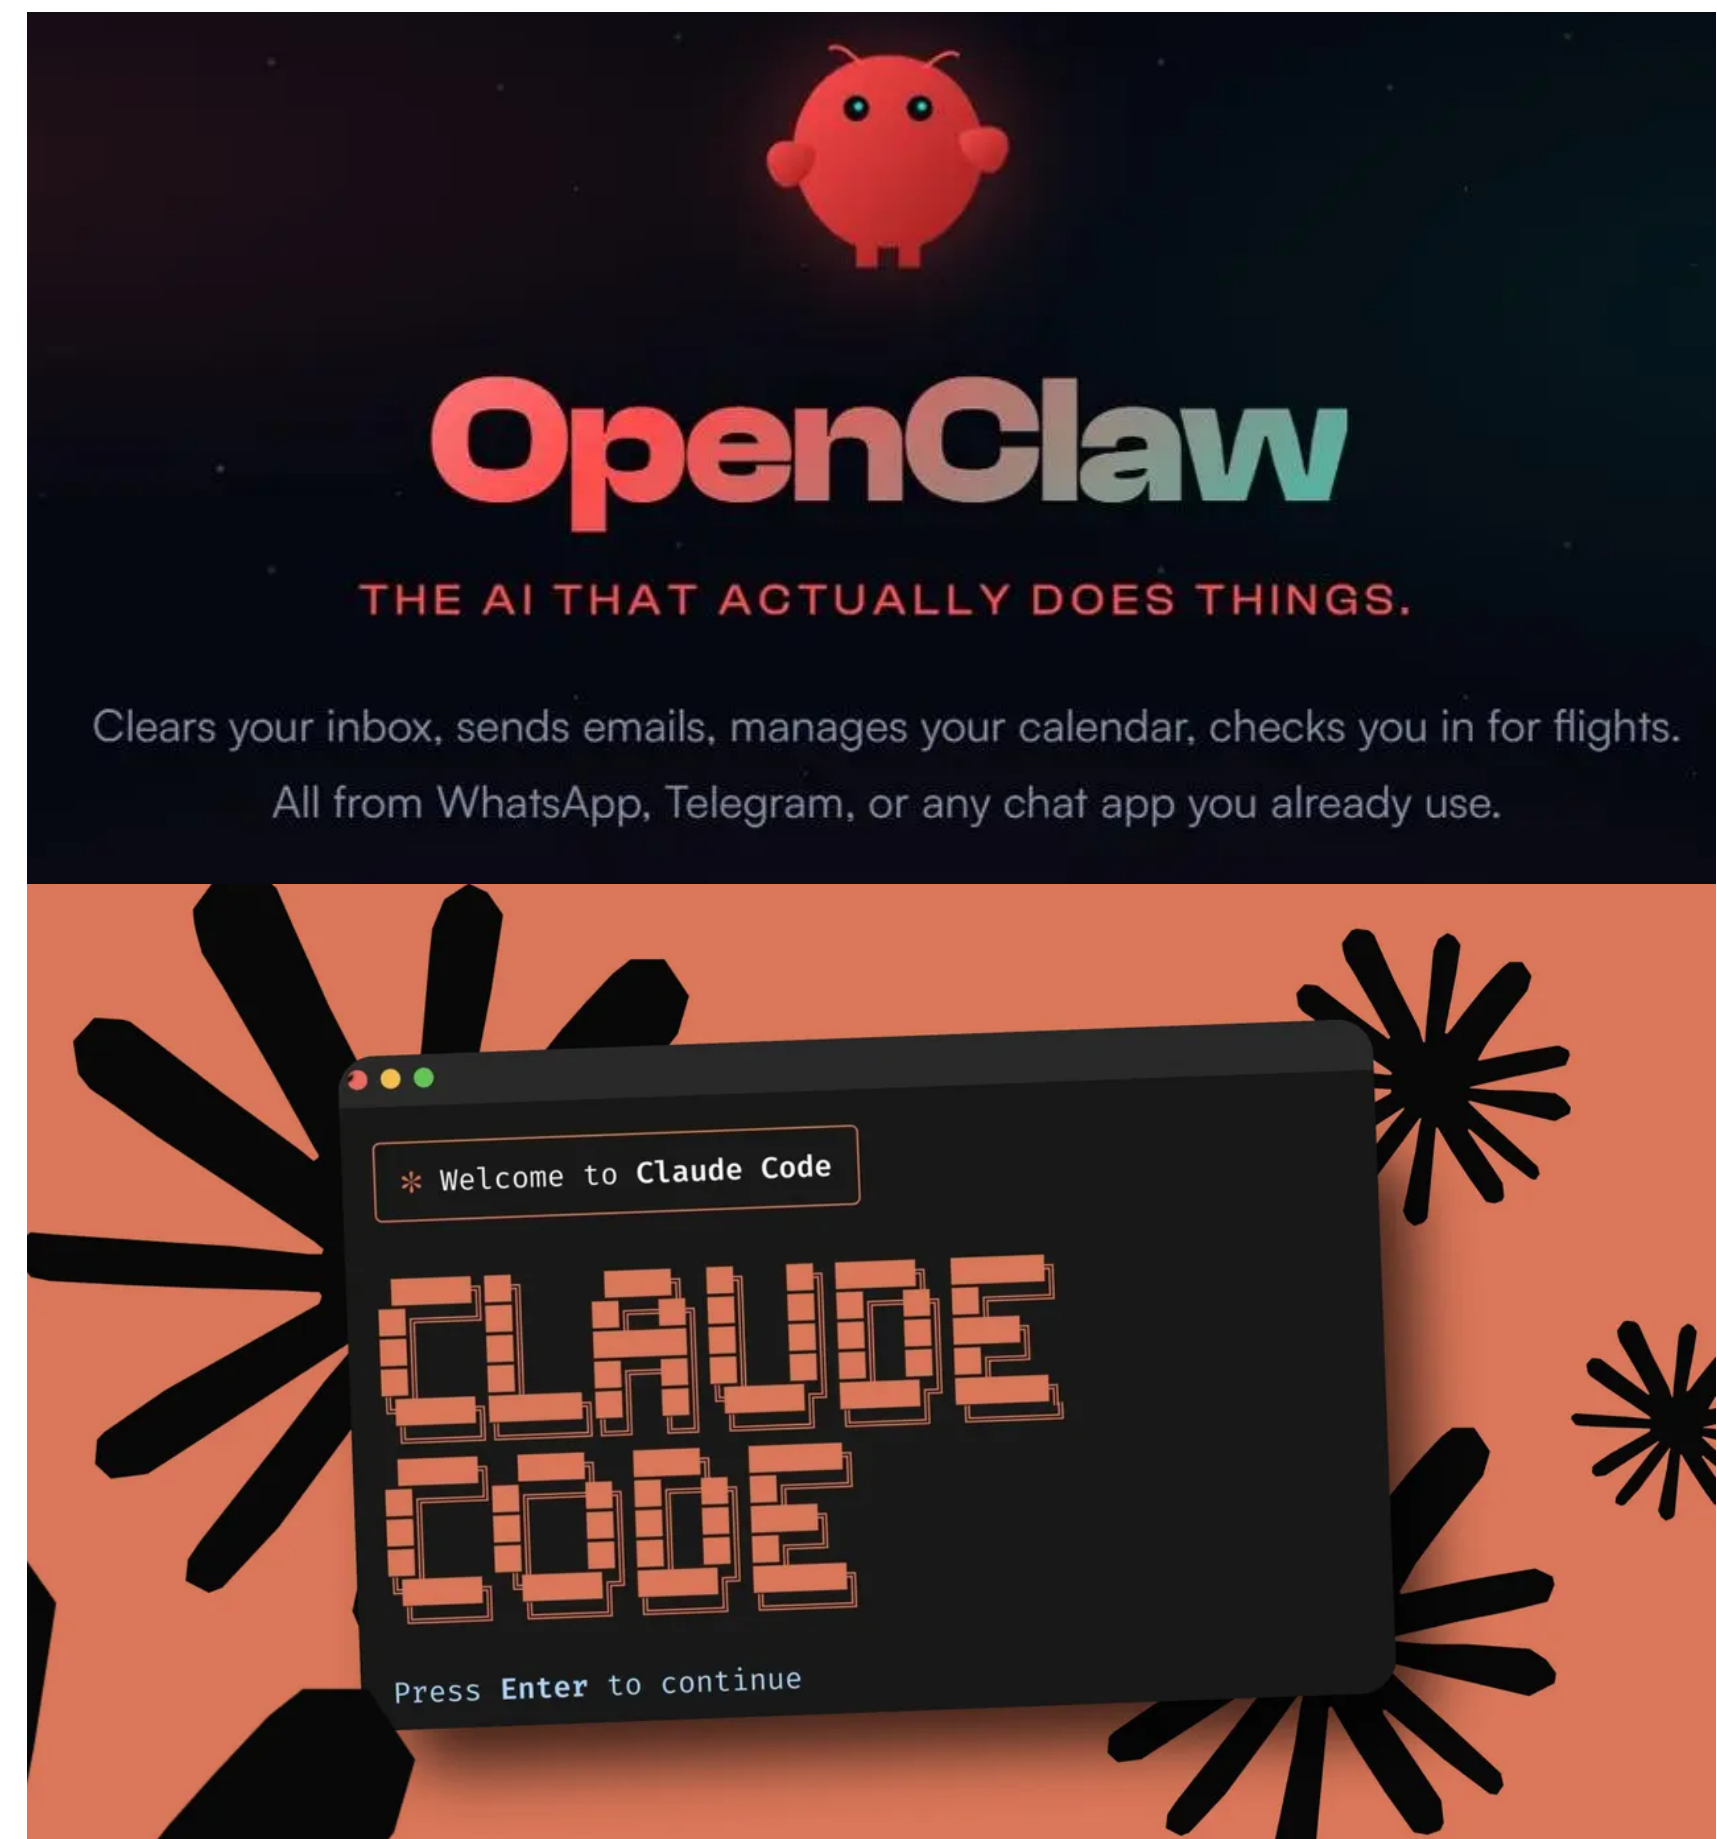 OpenClaw
THE AI THAT ACTUALLY DOES THINGS.
Clears your inbox, sends emails, manages your calendar, checks you in for flights.
All from WhatsApp, Telegram, or any chat app you already use.
* Welcome to Claude Code
CLAUDE
CODE
Press Enter to continue